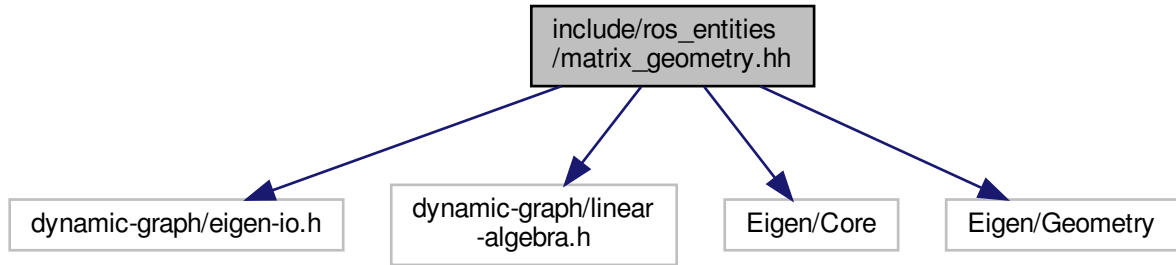 include/ros_entities
/matrix_geometry.hh
dynamic-graph/eigen-io.h
dynamic-graph/linear
-algebra.h
Eigen/Core
Eigen/Geometry